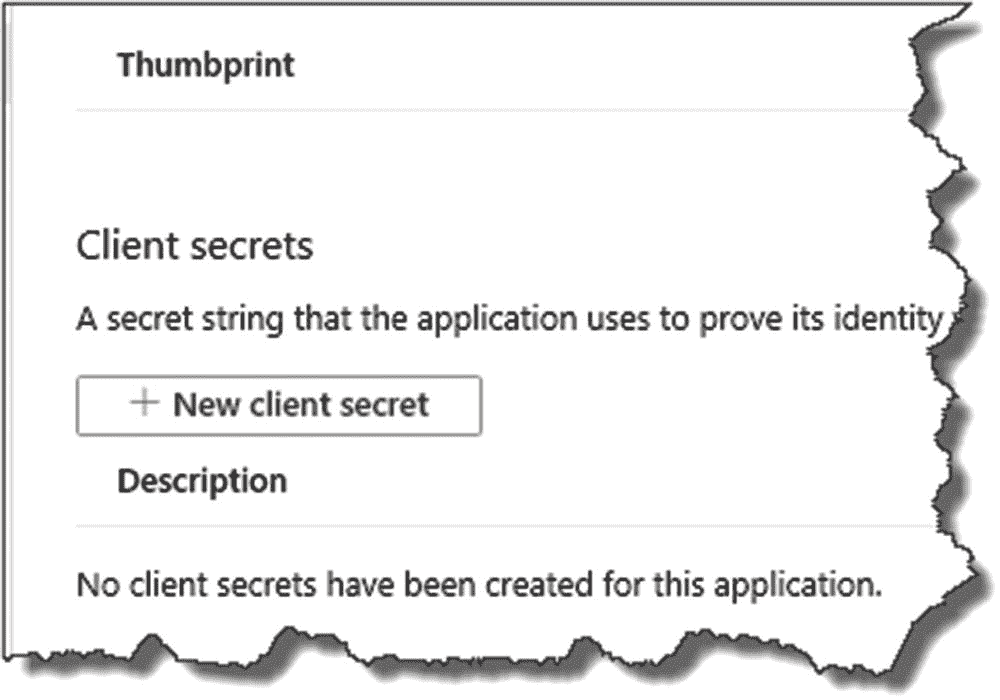 Thumbprint
Client secrets
A secret string that the application uses to prove its identity
+ New client secret
Description
No client secrets have been created for this application.